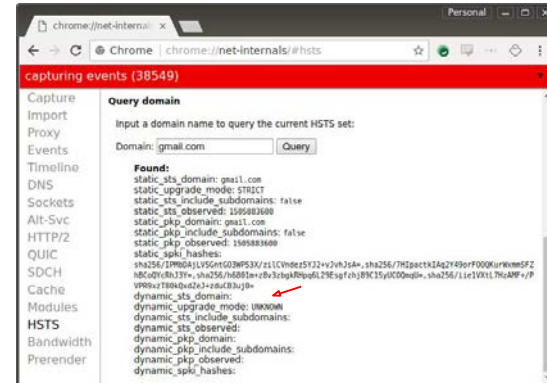 Personal
chrome://net-internal
Chrome | chrome://net-internals/#hsts
capturing events (38549)
Capture
Import
Proxy
Events
Timeline
DNS
Sockets
Alt-Svc
HTTP/2
QUIC
SDCH
Cache
Modules
HSTS
Bandwidth
Prerender
Query domain
Input a domain name to query the current HSTS set:
Domain: gmail.com Query
Found:
static_sts_domain: gmail.com
static_upgrade_mode: STRICT
static_sts_include_subdomains: false
static_sts_observed: 1505883600
static_pkp_domain: gmail.com
static_pkp_include_subdomains: false
static_pkp_observed: 1505883600
static_spki_hashes:
dynamic_sts_domain:
dynamic_upgrade_mode: UNKNOWN
dynamic_sts_include_subdomains:
dynamic_sts_observed:
dynamic_pkp_domain:
dynamic_pkp_include_subdomains:
dynamic_pkp_observed:
dynamic_spki_hashes: